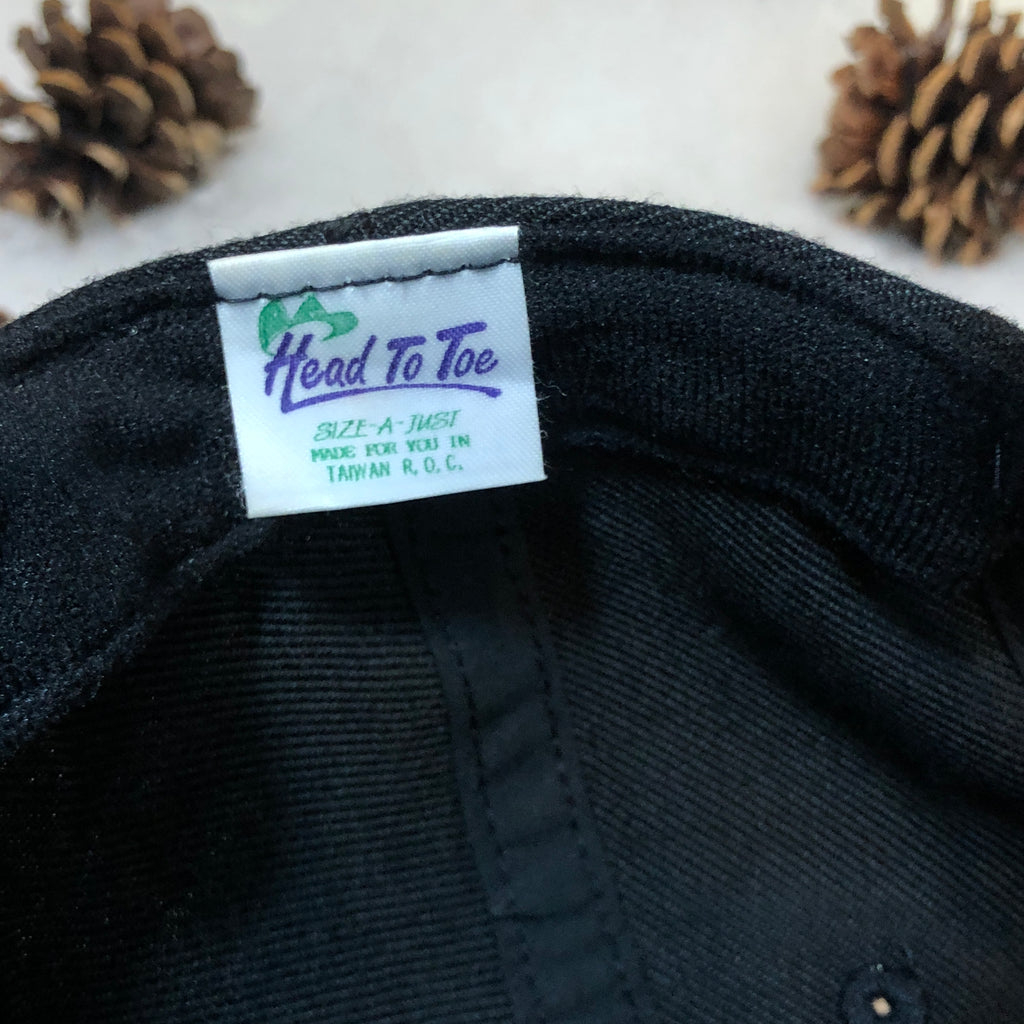 Head To Toe
SIZE-A-JUST
MADE FOR YOU IN
TAIWAN R.O.C.